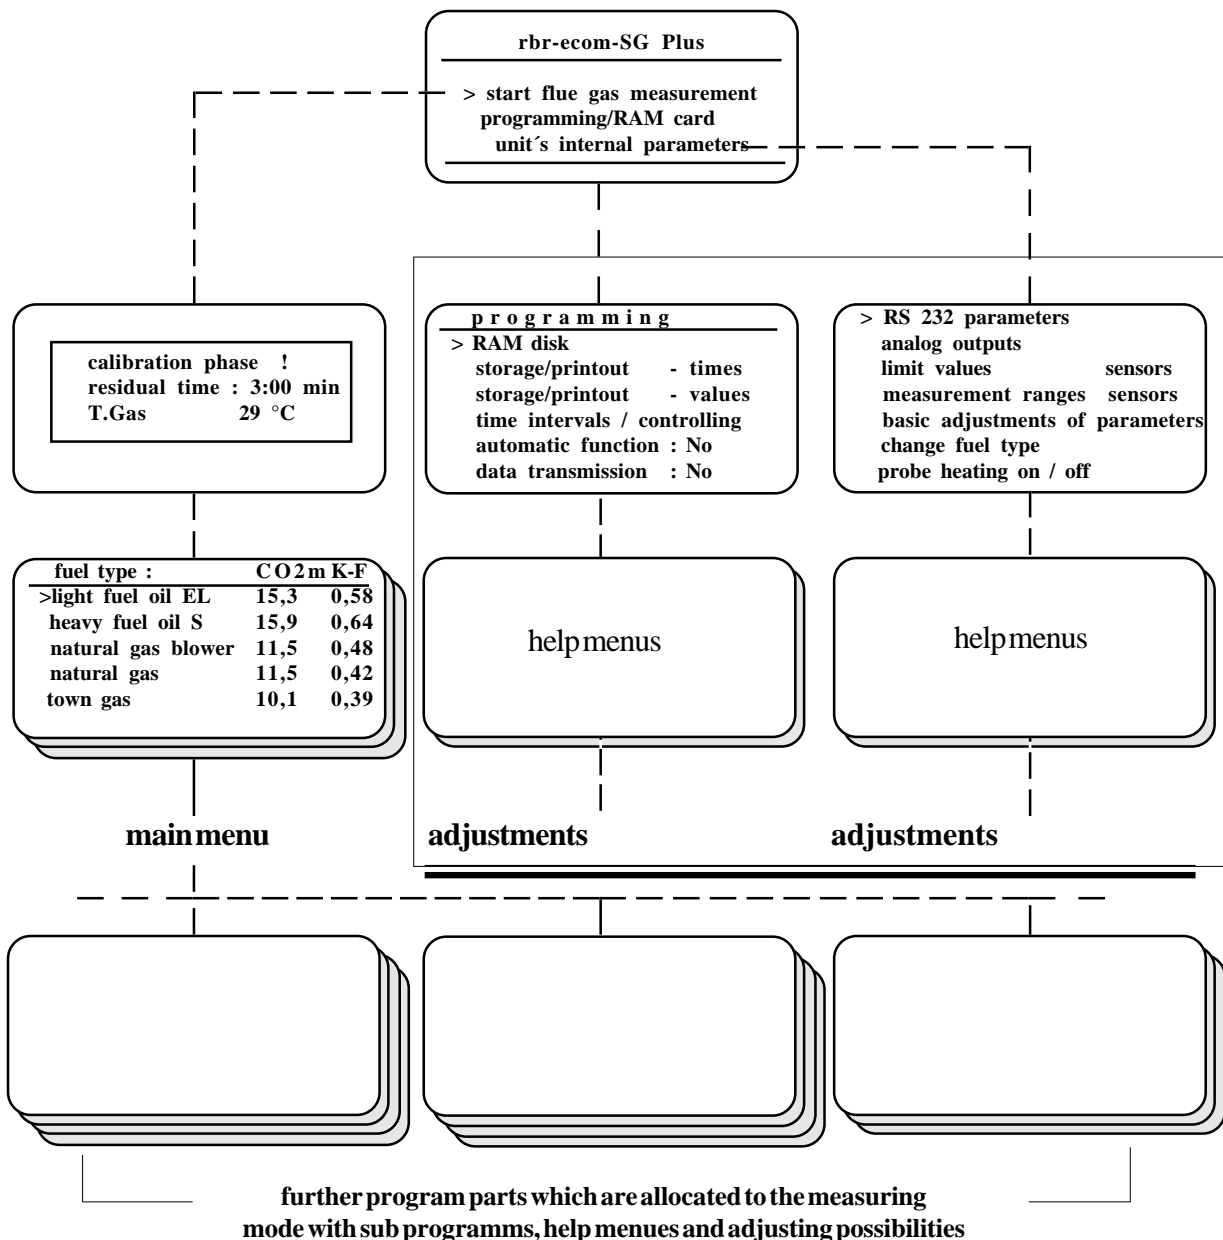 rbr-ecom-SG Plus
> start flue gas measurement
programming/RAM card
unit´s internal parameters
calibration phase !
residual time : 3:00 min
T.Gas 29 °C
programming
> RAM disk
storage/printout - times
storage/printout - values
time intervals / controlling
automatic function : No
data transmission : No
> RS 232 parameters
analog outputs
limit values sensors
measurement ranges sensors
basic adjustments of parameters
change fuel type
probe heating on / off
fuel type : CO2m K-F
>light fuel oil EL 15,3 0,58
heavy fuel oil S 15,9 0,64
natural gas blower 11,5 0,48
natural gas 11,5 0,42
town gas 10,1 0,39
help menus
help menus
main menu
adjustments
adjustments
further program parts which are allocated to the measuring
mode with sub programms, help menues and adjusting possibilities